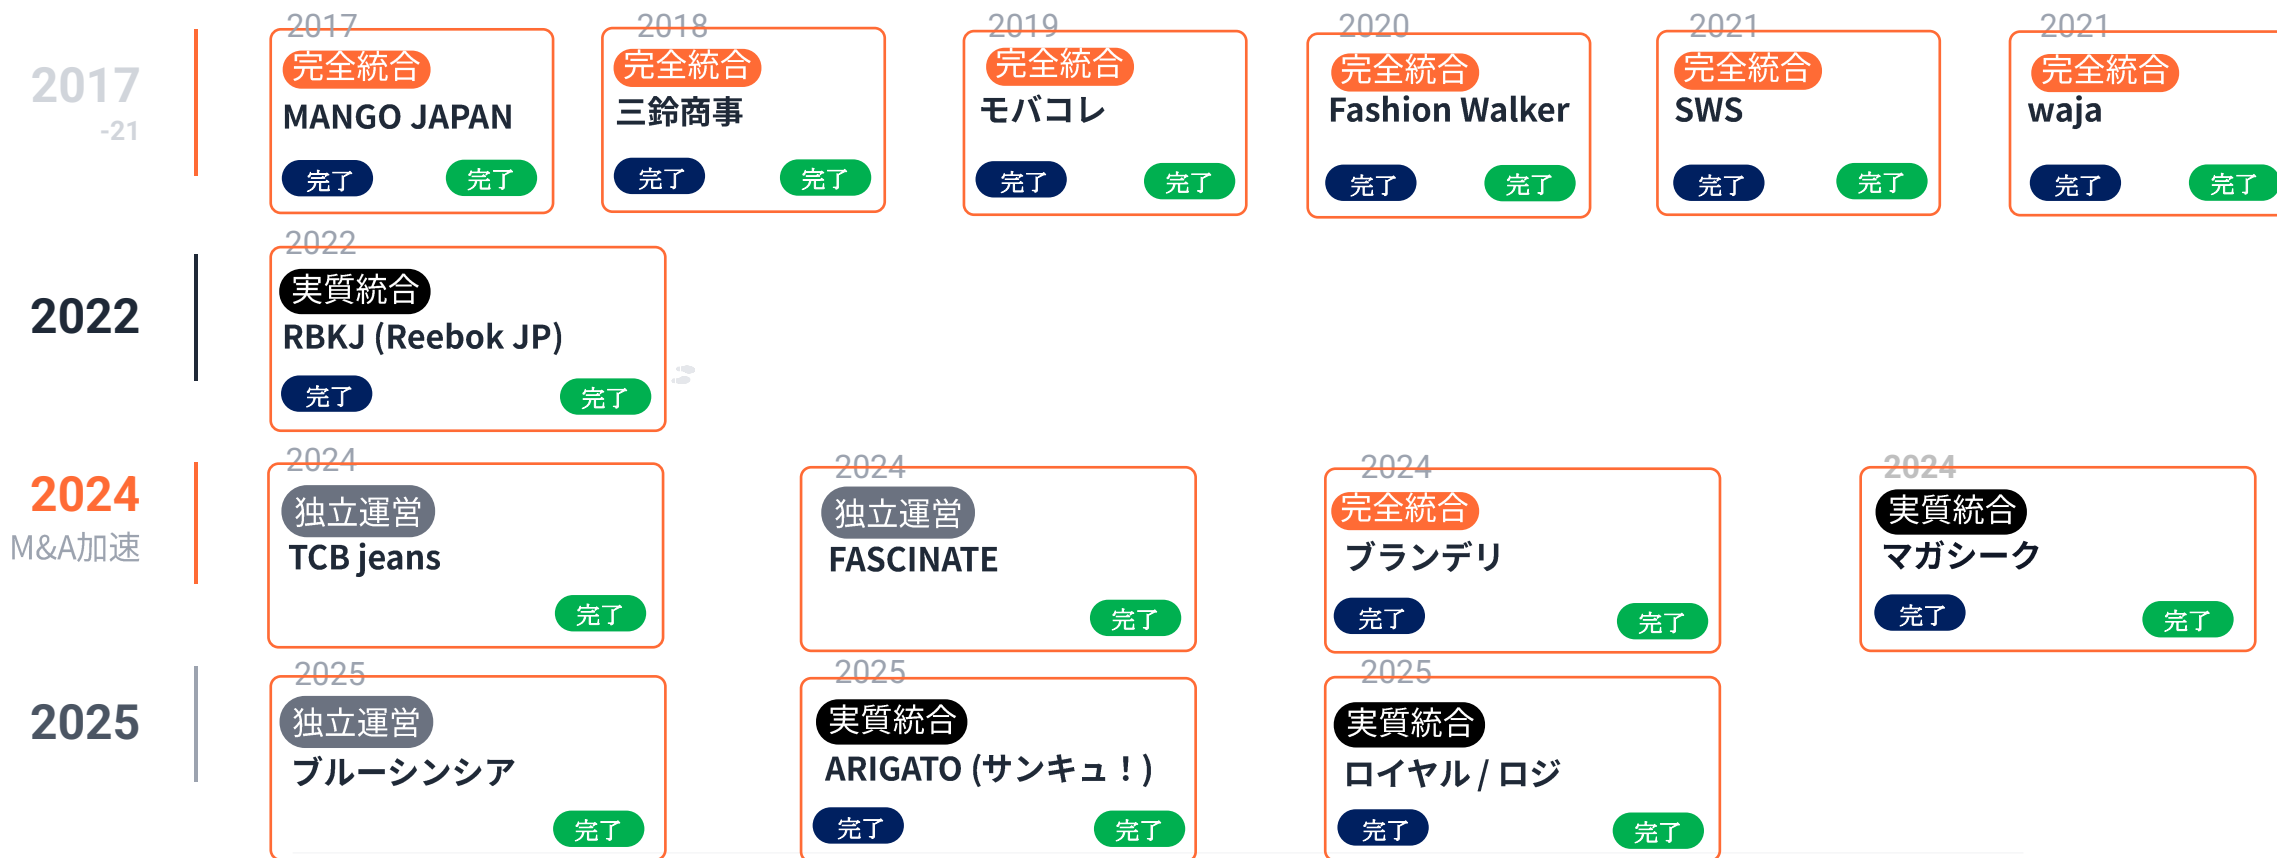 2017
-21
2017
完全統合
MANGO JAPAN
完了 完了
2018
完全統合
三鈴商事
完了 完了
2019
完全統合
モバコレ
完了 完了
2020
完全統合
Fashion Walker
完了 完了
2021
完全統合
SWS
完了 完了
2021
完全統合
waja
完了 完了
2022
2022
実質統合
RBKJ (Reebok JP)
完了 完了
2024
M&A加速
2024
独立運営
TCB jeans
完了
2024
独立運営
FASCINATE
完了
2024
完全統合
ブランデリ
完了 完了
2024
実質統合
マガシーク
完了 完了
2025
2025
独立運営
ブルーシンシア
完了
2025
実質統合
ARIGATO (サンキュ！)
完了 完了
2025
実質統合
ロイヤル / ロジ
完了 完了